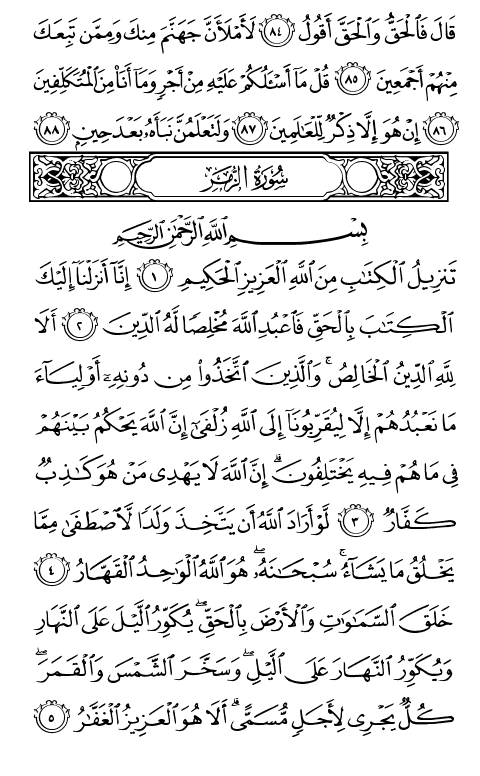 قَالَ فَٱلْحَقُّ وَٱلْحَقَّ أَقُولُ ٨٤ لَأَمْلَأَنَّ جَهَنَّمَ مِنكَ وَمِمَّن تَبِعَكَ
مِنْهُمْ أَجْمَعِينَ ٨٥ قُلْ مَآ أَسْـَٔلُكُمْ عَلَيْهِ مِنْ أَجْرٍ وَمَآ أَنَا۠ مِنَ ٱلْمُتَكَلِّفِينَ
٨٦ إِنْ هُوَ إِلَّا ذِكْرٌ لِّلْعَـٰلَمِينَ ٨٧ وَلَتَعْلَمُنَّ نَبَأَهُۥ بَعْدَ حِينٍۭ ٨٨
سُورَةُ الزُّمَرِ
بِسْمِ ٱللَّهِ ٱلرَّحْمَـٰنِ ٱلرَّحِيمِ
تَنزِيلُ ٱلْكِتَـٰبِ مِنَ ٱللَّهِ ٱلْعَزِيزِ ٱلْحَكِيمِ ١ إِنَّآ أَنزَلْنَآ إِلَيْكَ
ٱلْكِتَـٰبَ بِٱلْحَقِّ فَٱعْبُدِ ٱللَّهَ مُخْلِصًا لَّهُ ٱلدِّينَ ٢ أَلَا
لِلَّهِ ٱلدِّينُ ٱلْخَالِصُ ۚ وَٱلَّذِينَ ٱتَّخَذُوا۟ مِن دُونِهِۦٓ أَوْلِيَآءَ
مَا نَعْبُدُهُمْ إِلَّا لِيُقَرِّبُونَآ إِلَى ٱللَّهِ زُلْفَىٰٓ إِنَّ ٱللَّهَ يَحْكُمُ بَيْنَهُمْ
فِى مَا هُمْ فِيهِ يَخْتَلِفُونَ ۗ إِنَّ ٱللَّهَ لَا يَهْدِى مَنْ هُوَ كَـٰذِبٌ
كَفَّارٌ ٣ لَّوْ أَرَادَ ٱللَّهُ أَن يَتَّخِذَ وَلَدًا لَّٱصْطَفَىٰ مِمَّا
يَخْلُقُ مَا يَشَآءُ ۚ سُبْحَـٰنَهُۥ ۖ هُوَ ٱللَّهُ ٱلْوَٰحِدُ ٱلْقَهَّارُ ٤
خَلَقَ ٱلسَّمَـٰوَٰتِ وَٱلْأَرْضَ بِٱلْحَقِّ ۖ يُكَوِّرُ ٱلَّيْلَ عَلَى ٱلنَّهَارِ
وَيُكَوِّرُ ٱلنَّهَارَ عَلَى ٱلَّيْلِ ۖ وَسَخَّرَ ٱلشَّمْسَ وَٱلْقَمَرَ ۖ
كُلٌّ يَجْرِى لِأَجَلٍ مُّسَمًّى ۗ أَلَا هُوَ ٱلْعَزِيزُ ٱلْغَفَّـٰرُ ٥